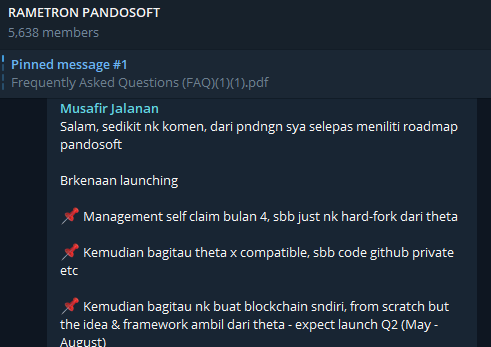 RAMETRON PANDOSOFT
5,638 members
Pinned message #1
Frequently Asked Questions (FAQ)(1)(1).pdf
Musafir Jalanan
Salam, sedikit nk komen, dari pndngn sya selepas meniliti roadmap
pandosoft
Brkenaan launching
📌 Management self claim bulan 4, sbb just nk hard-fork dari theta
📌 Kemudian bagitau theta x compatible, sbb code github private
etc
📌 Kemudian bagitau nk buat blockchain sndiri, from scratch but
the idea & framework ambil dari theta - expect launch Q2 (May -
August)